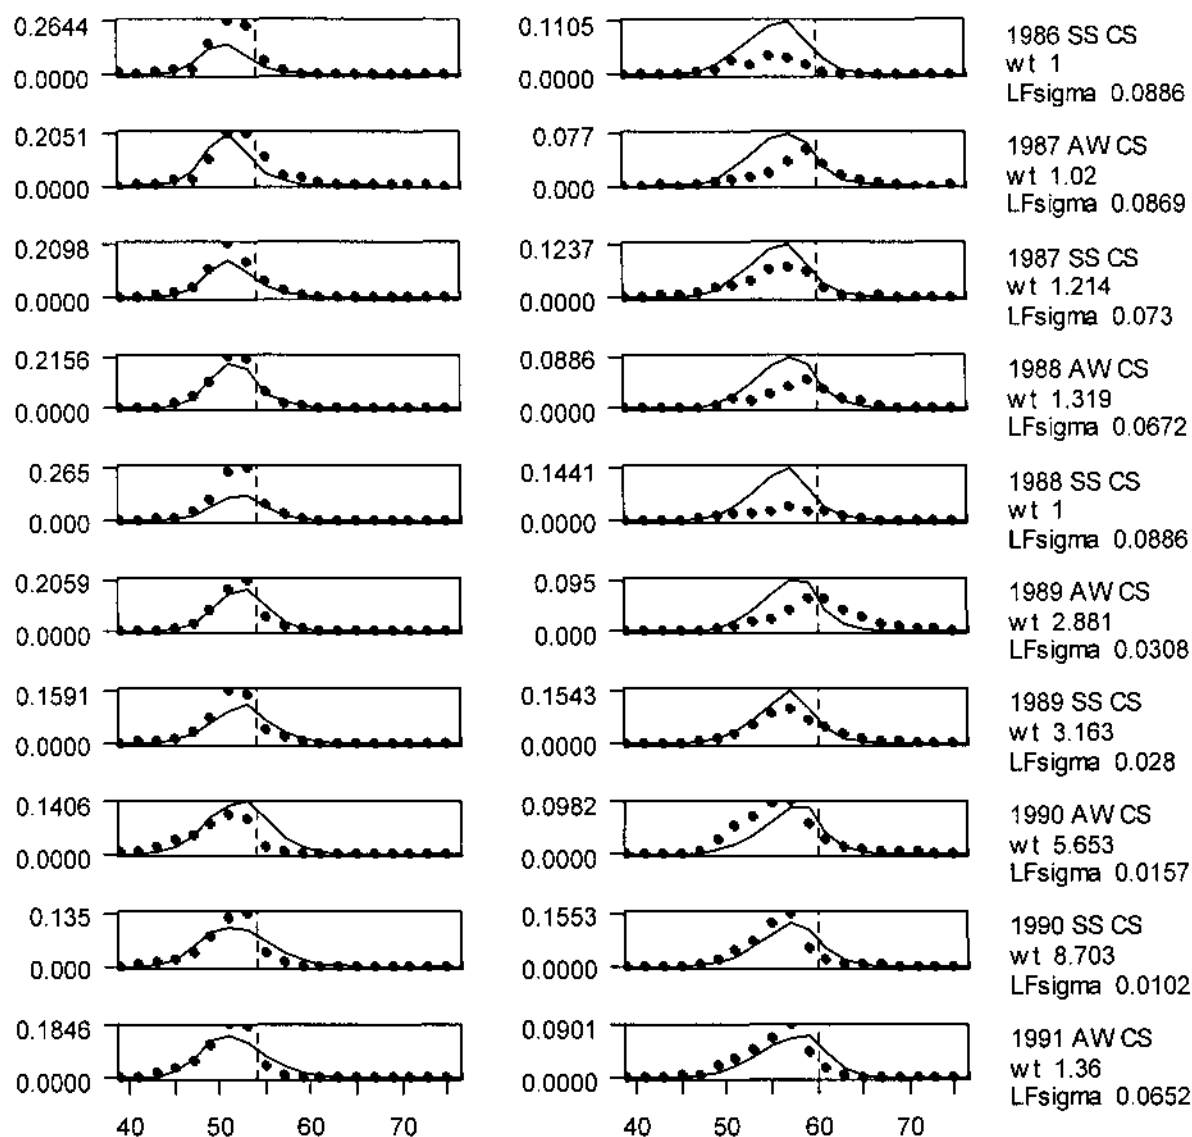 0.2644 0.1105 1986 SS CS
wt 1
0.0000 0.0000 LFsigma 0.0886
0.2051 0.077 1987 AW CS
wt 1.02
0.0000 0.000 LFsigma 0.0869
0.2098 0.1237 1987 SS CS
wt 1.214
0.0000 0.0000 LFsigma 0.073
0.2156 0.0886 1988 AW CS
wt 1.319
0.0000 0.0000 LFsigma 0.0672
0.265 0.1441 1988 SS CS
wt 1
0.000 0.0000 LFsigma 0.0886
0.2059 0.095 1989 AW CS
wt 2.881
0.0000 0.000 LFsigma 0.0308
0.1591 0.1543 1989 SS CS
wt 3.163
0.0000 0.0000 LFsigma 0.028
0.1406 0.0982 1990 AW CS
wt 5.653
0.0000 0.0000 LFsigma 0.0157
0.135 0.1553 1990 SS CS
wt 8.703
0.000 0.0000 LFsigma 0.0102
0.1846 0.0901 1991 AW CS
wt 1.36
0.0000 0.0000 LFsigma 0.0652
40 50 60 70 40 50 60 70